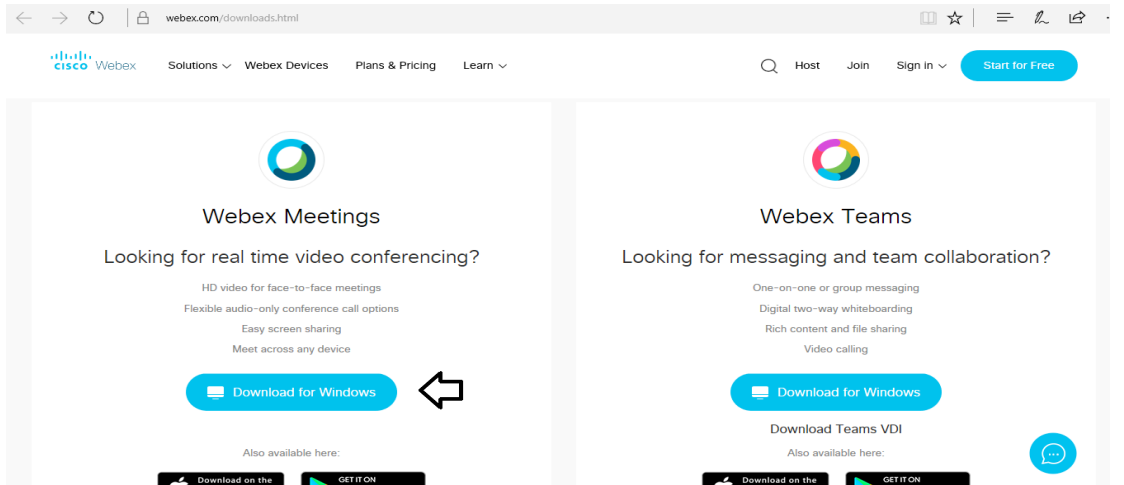 webex.com/downloads.html
CISCO Webex Solutions Webex Devices Plans & Pricing Learn Host Join Sign in Start for Free
Webex Meetings
Looking for real time video conferencing?
HD video for face-to-face meetings
Flexible audio-only conference call options
Easy screen sharing
Meet across any device
Download for Windows
Also available here:
Download on the
GET IT ON
Webex Teams
Looking for messaging and team collaboration?
One-on-one or group messaging
Digital two-way whiteboarding
Rich content and file sharing
Video calling
Download for Windows
Download Teams VDI
Also available here:
Download on the
GET IT ON